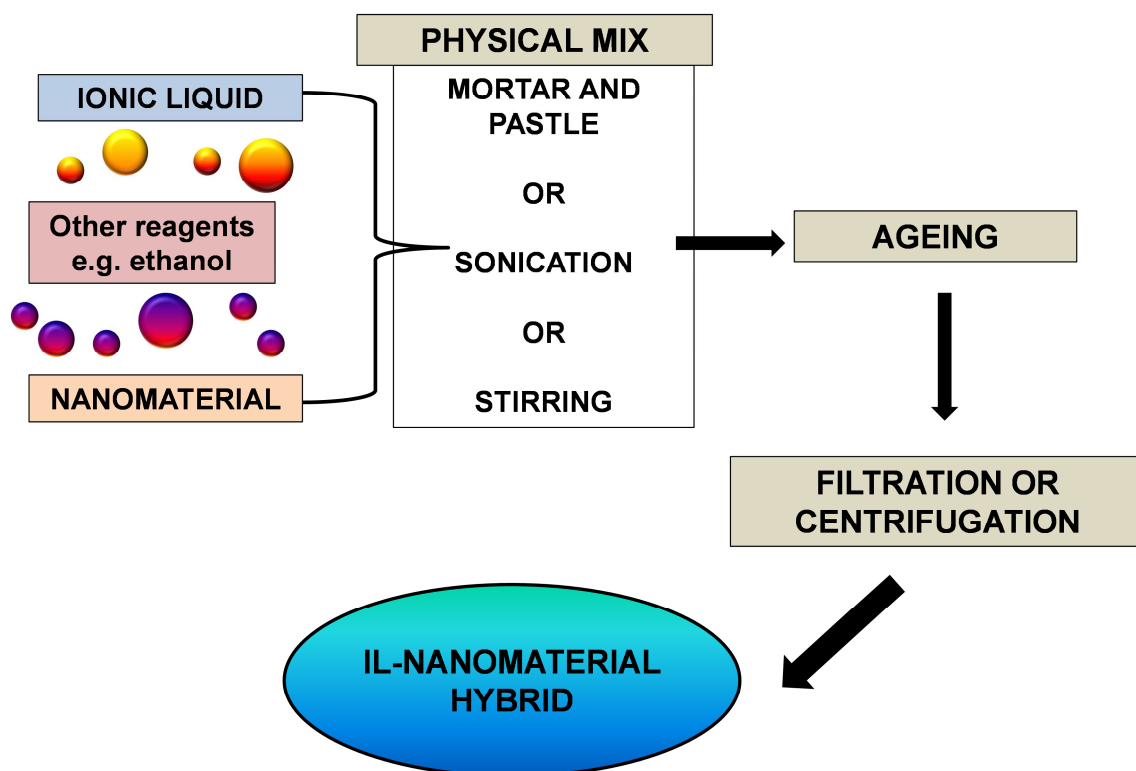 PHYSICAL MIX
IONIC LIQUID
Other reagents
e.g. ethanol
NANOMATERIAL
MORTAR AND
PASTLE
OR
SONICATION
OR
STIRRING
AGEING
FILTRATION OR
CENTRIFUGATION
IL-NANOMATERIAL
HYBRID